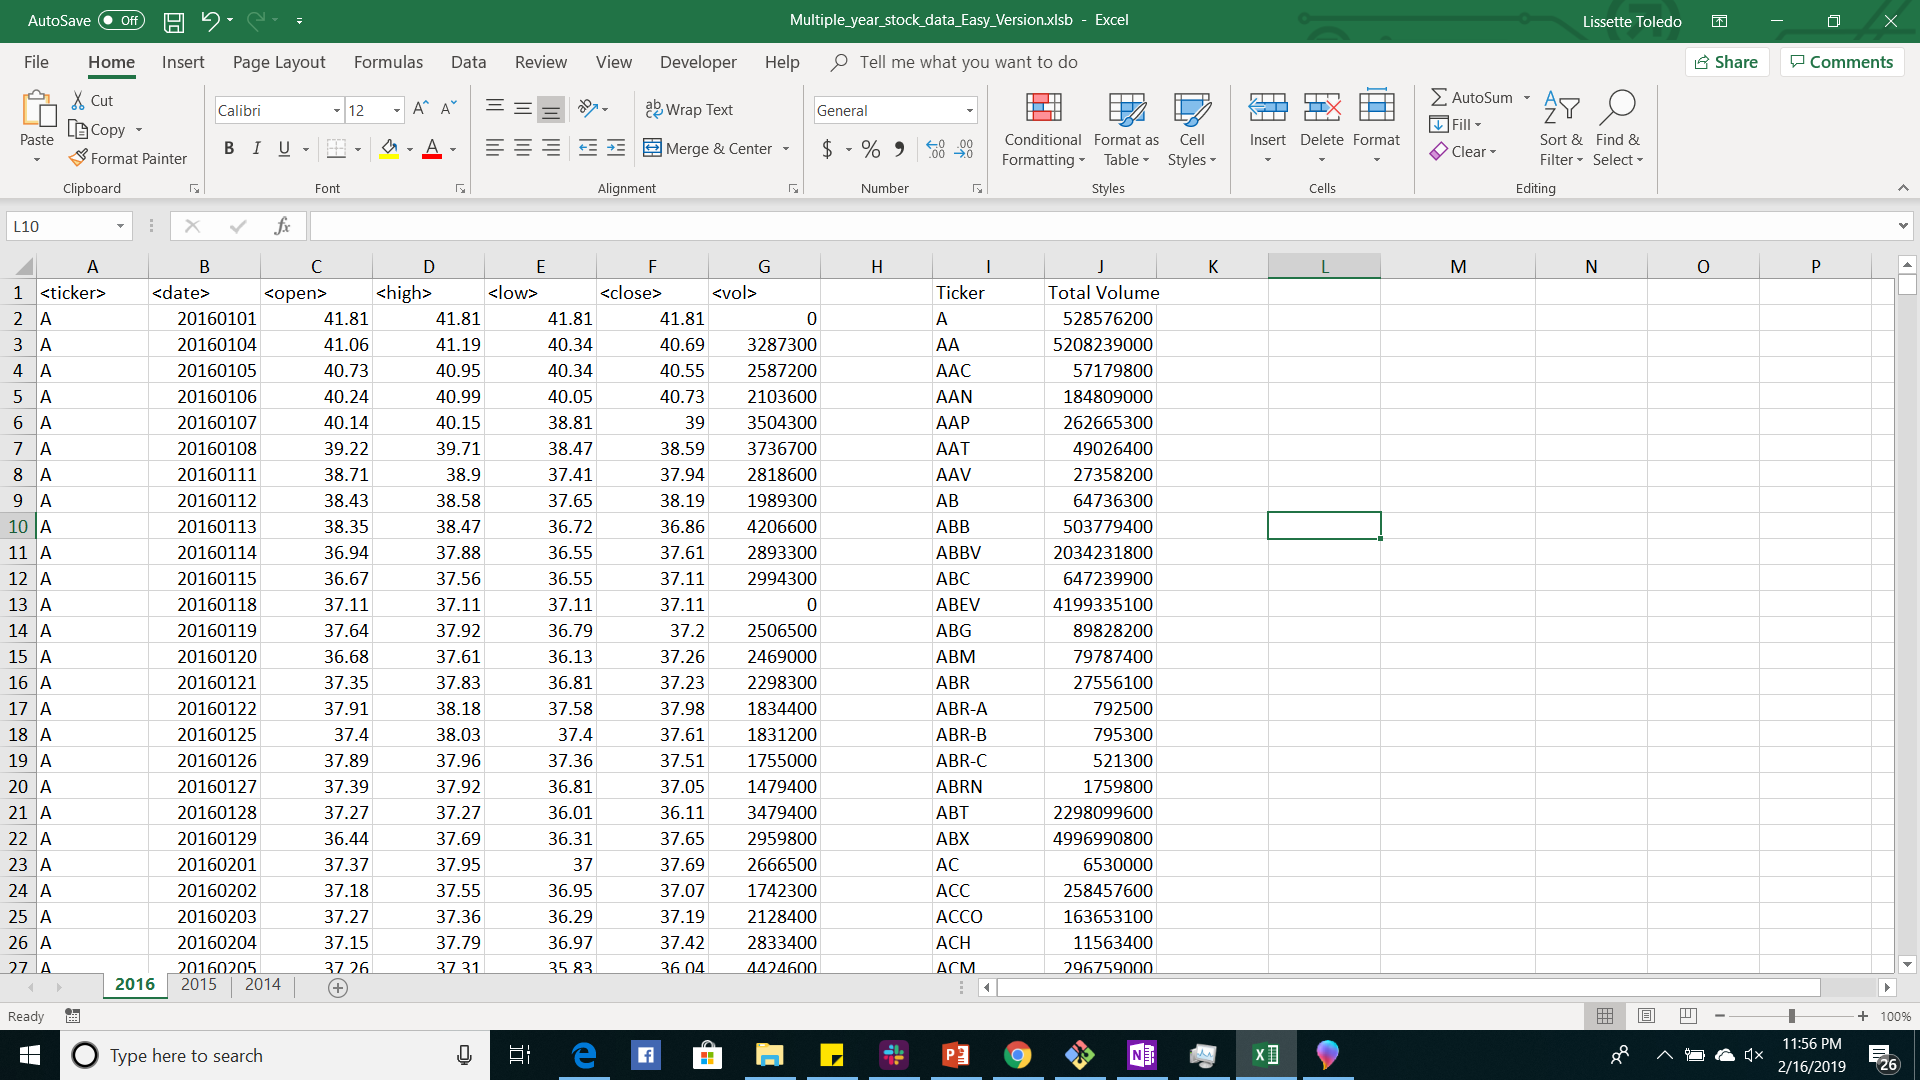 AutoSave Off Multiple_year_stock_data_Easy_Version.xlsb - Excel Lissette Toledo
File Home Insert Page Layout Formulas Data Review View Developer Help Tell me what you want to do Share Comments
Paste Cut Copy Format Painter Clipboard
Calibri 12 B I U A Font
ab Wrap Text Merge & Center Alignment
General $ % 9 Number
Conditional Formatting Format as Table Cell Styles Styles
Insert Delete Format Cells
AutoSum Fill Clear Sort & Filter Find & Select Editing
L10 fx
A B C D E F G H I J K L M N O P
1 <ticker> <date> <open> <high> <low> <close> <vol> Ticker Total Volume
2 A 20160101 41.81 41.81 41.81 41.81 0 A 528576200
3 A 20160104 41.06 41.19 40.34 40.69 3287300 AA 5208239000
4 A 20160105 40.73 40.95 40.34 40.55 2587200 AAC 57179800
5 A 20160106 40.24 40.99 40.05 40.73 2103600 AAN 184809000
6 A 20160107 40.14 40.15 38.81 39 3504300 AAP 262665300
7 A 20160108 39.22 39.71 38.47 38.59 3736700 AAT 49026400
8 A 20160111 38.71 38.9 37.41 37.94 2818600 AAV 27358200
9 A 20160112 38.43 38.58 37.65 38.19 1989300 AB 64736300
10 A 20160113 38.35 38.47 36.72 36.86 4206600 ABB 503779400
11 A 20160114 36.94 37.88 36.55 37.61 2893300 ABBV 2034231800
12 A 20160115 36.67 37.56 36.55 37.11 2994300 ABC 647239900
13 A 20160118 37.11 37.11 37.11 37.11 0 ABEV 4199335100
14 A 20160119 37.64 37.92 36.79 37.2 2506500 ABG 89828200
15 A 20160120 36.68 37.61 36.13 37.26 2469000 ABM 79787400
16 A 20160121 37.35 37.83 36.81 37.23 2298300 ABR 27556100
17 A 20160122 37.91 38.18 37.58 37.98 1834400 ABR-A 792500
18 A 20160125 37.4 38.03 37.4 37.61 1831200 ABR-B 795300
19 A 20160126 37.89 37.96 37.36 37.51 1755000 ABR-C 521300
20 A 20160127 37.39 37.92 36.81 37.05 1479400 ABRN 1759800
21 A 20160128 37.27 37.27 36.01 36.11 3479400 ABT 2298099600
22 A 20160129 36.44 37.69 36.31 37.65 2959800 ABX 4996990800
23 A 20160201 37.37 37.95 37 37.69 2666500 AC 6530000
24 A 20160202 37.18 37.55 36.95 37.07 1742300 ACC 258457600
25 A 20160203 37.27 37.36 36.29 37.19 2128400 ACCO 163653100
26 A 20160204 37.15 37.79 36.97 37.42 2833400 ACH 11563400
27 A 20160205 37.26 37.31 35.83 36.04 4424600 ACM 296759000
2016 2015 2014
Ready 100%
Type here to search 11:56 PM
2/16/2019 26